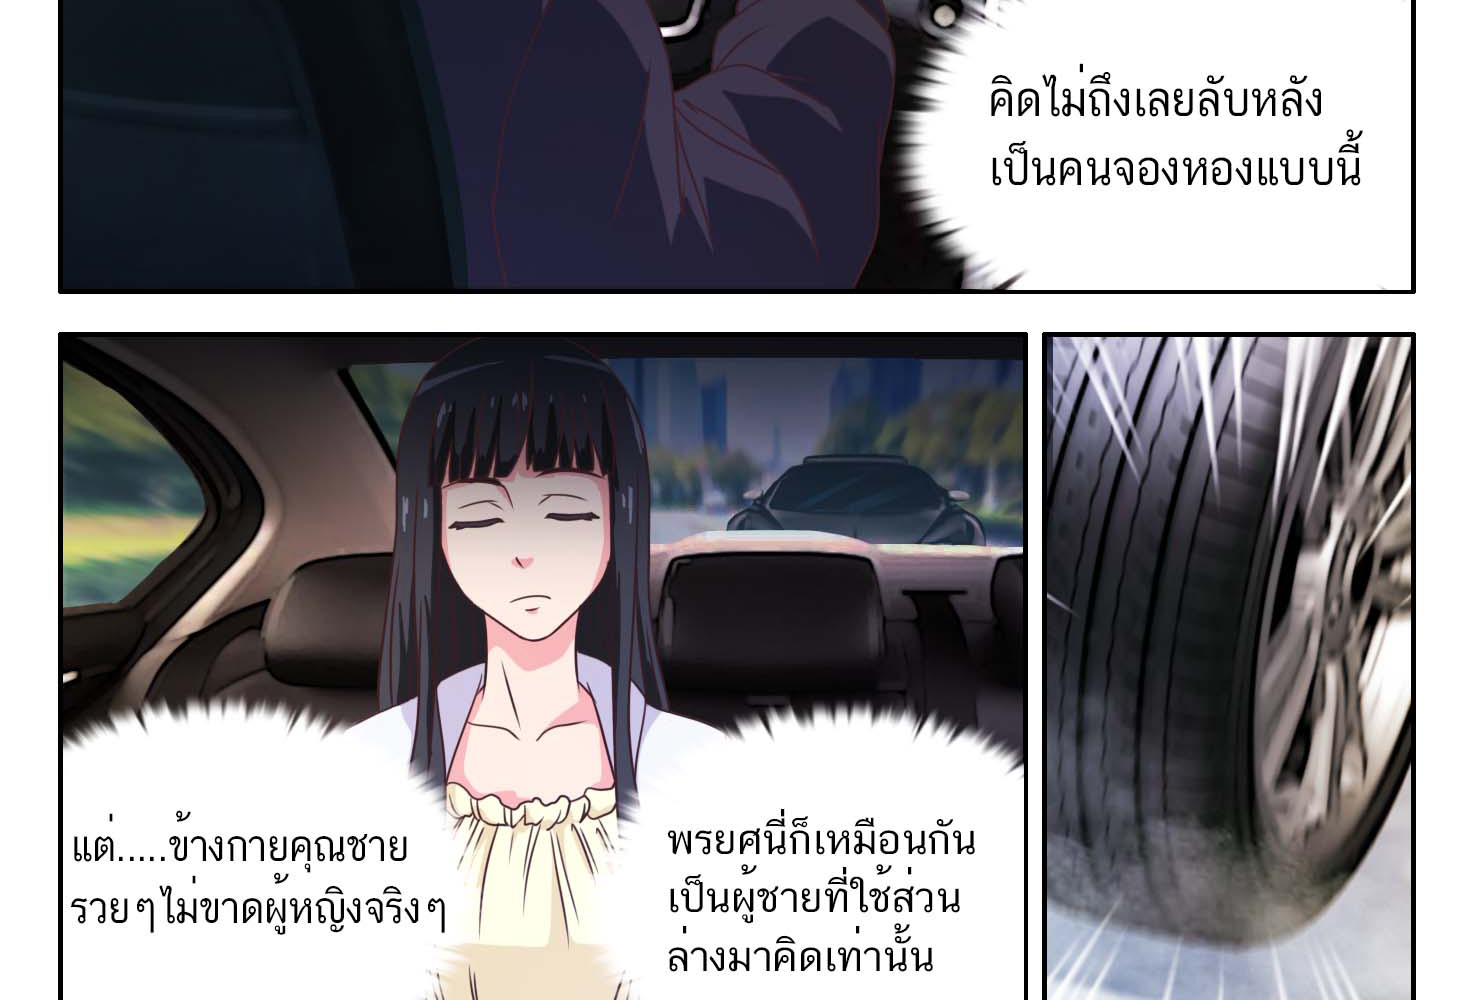 คิดไม่ถึงเลยลับหลัง
เป็นคนจองหองแบบนี้
แต่.....ข้างกายคุณชาย
รวยๆไม่ขาดผู้หญิงจริงๆ
พรยศนี่ก็เหมือนกัน
เป็นผู้ชายที่ใช้ส่วน
ล่างมาคิดเท่านั้น